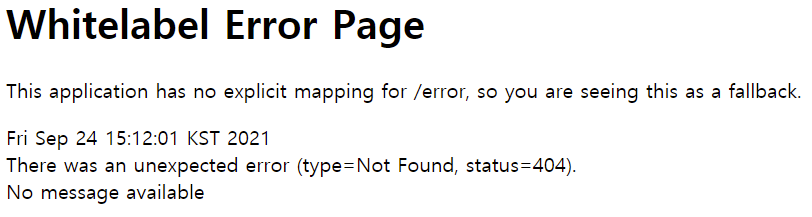 Whitelabel Error Page
This application has no explicit mapping for /error, so you are seeing this as a fallback.
Fri Sep 24 15:12:01 KST 2021
There was an unexpected error (type=Not Found, status=404).
No message available